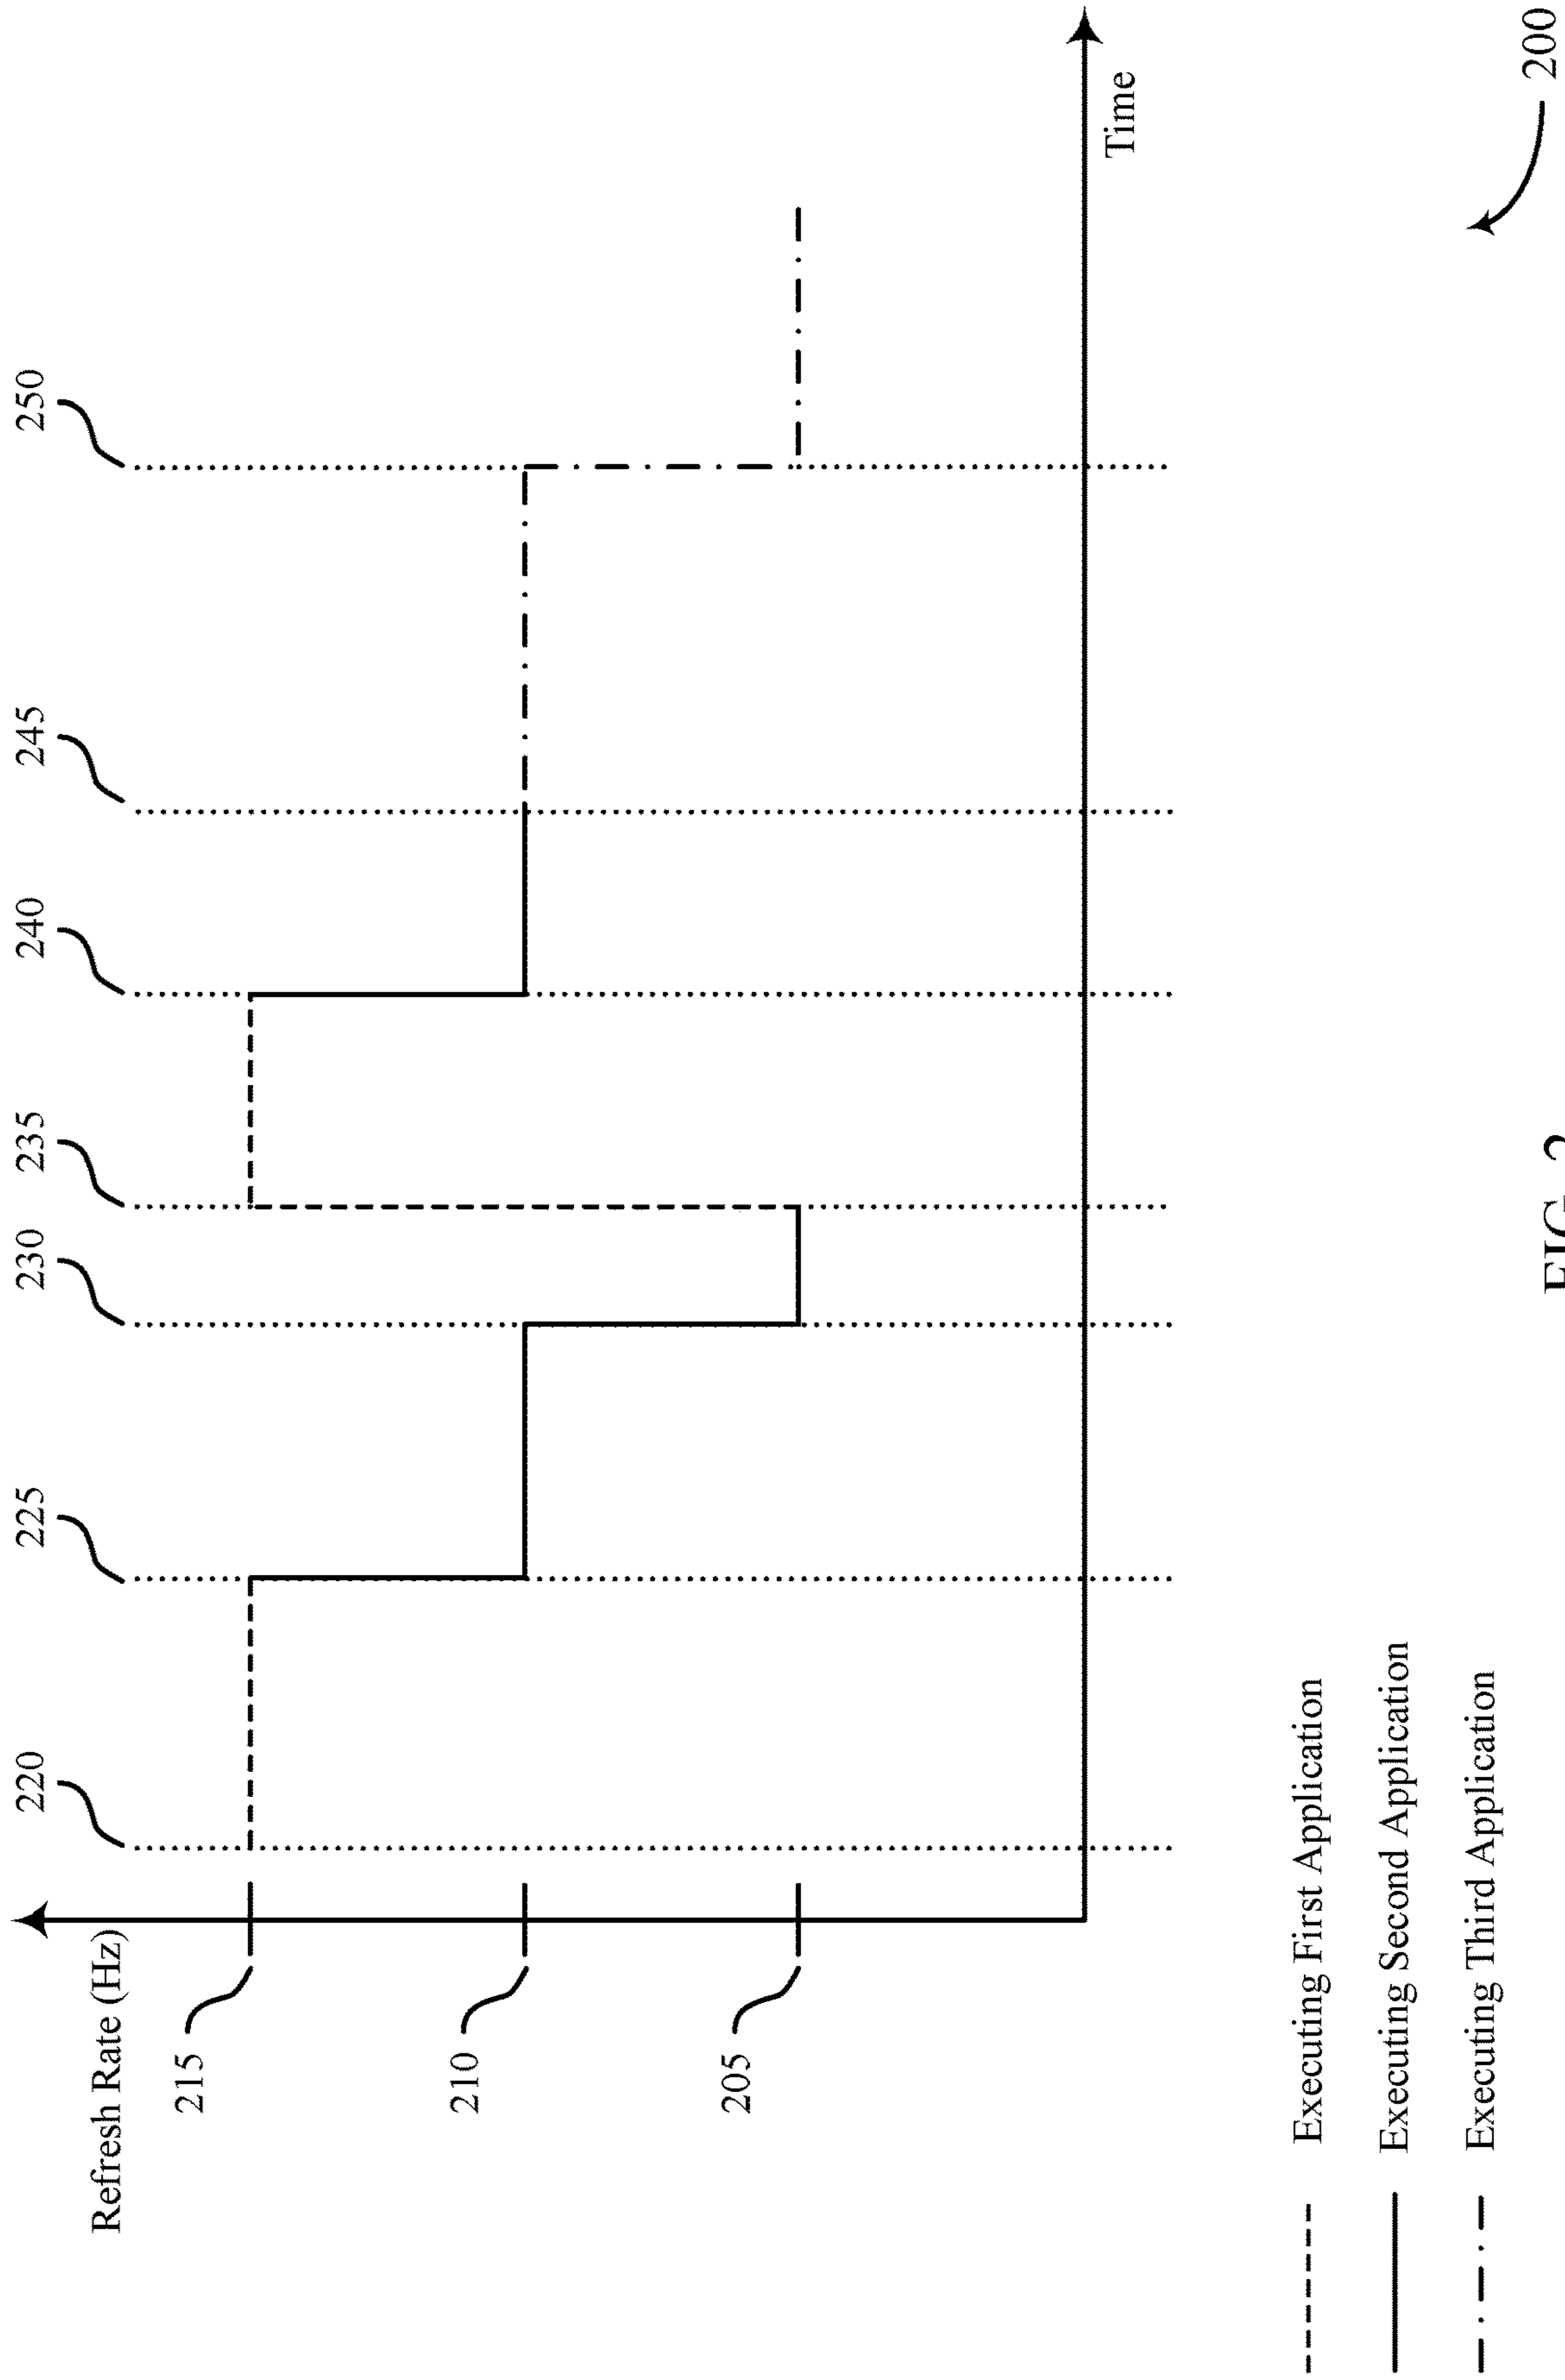 220
225
230
235
240
245
250
Refresh Rate (Hz)
215
210
205
Time
Executing First Application
Executing Second Application
Executing Third Application
200